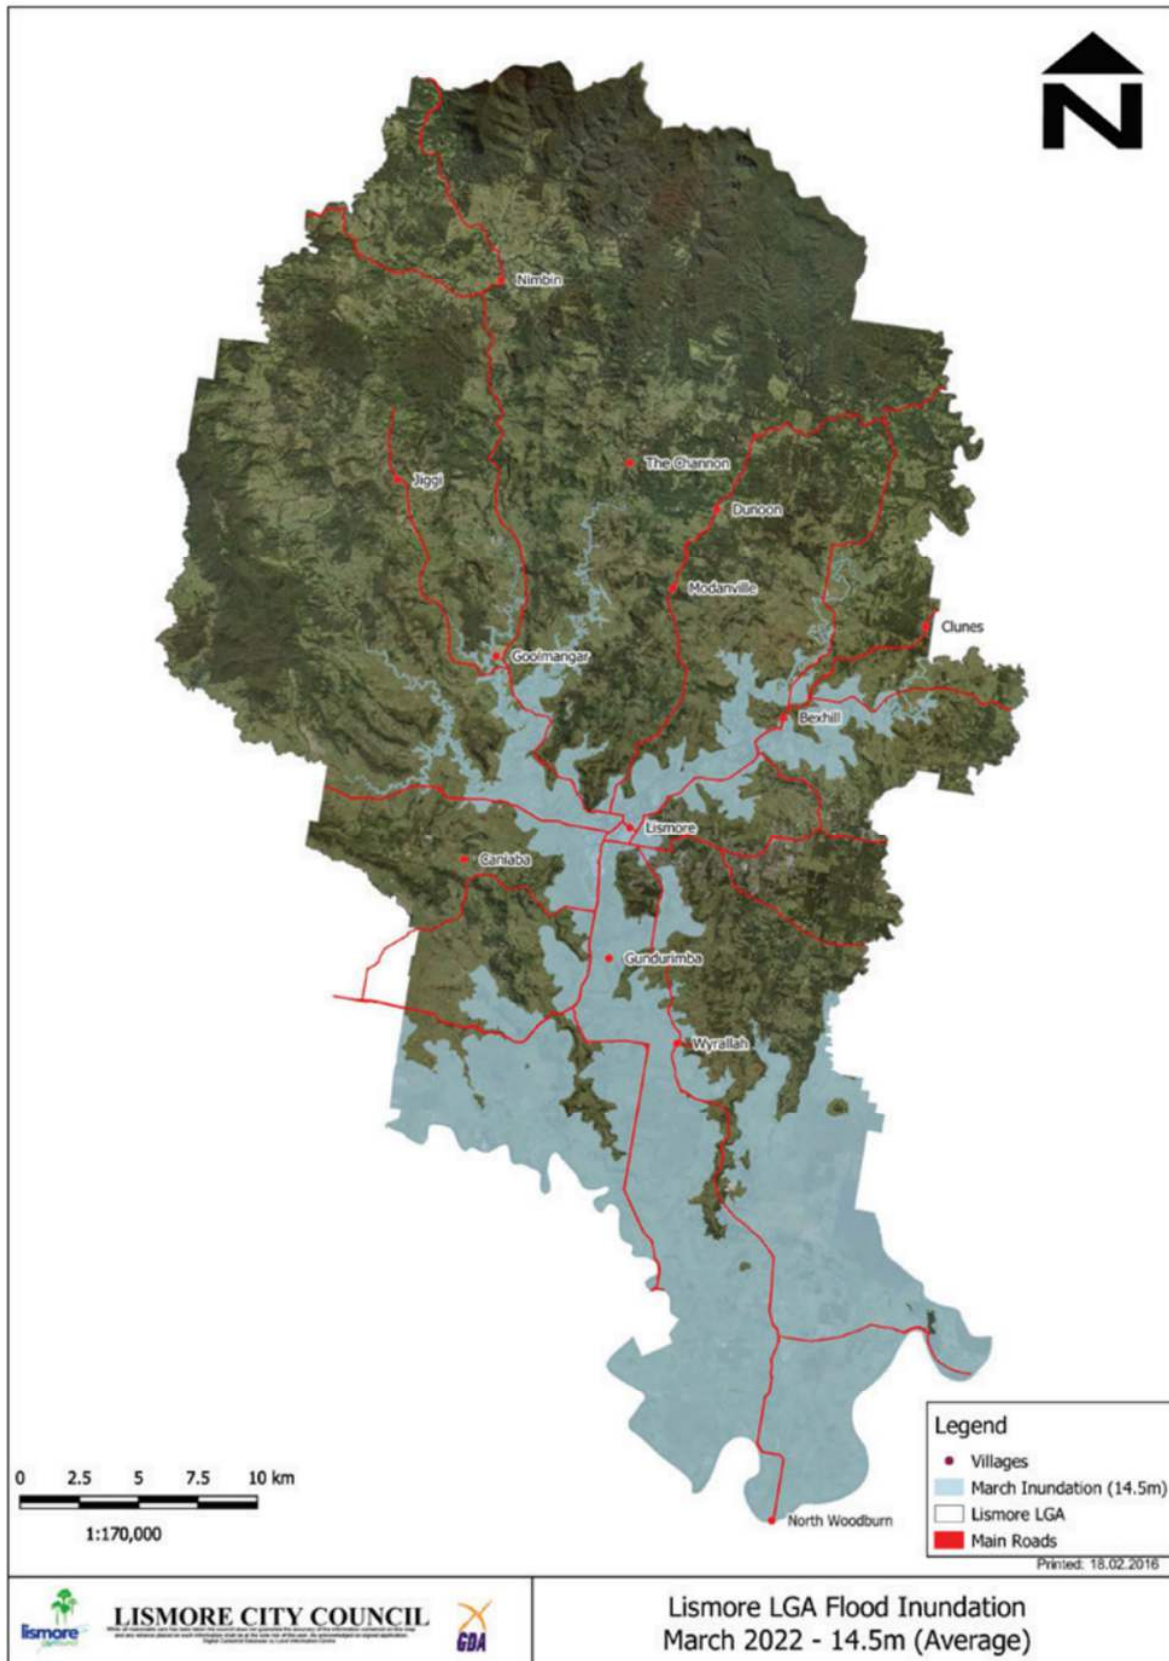 N
Nimbin
The Channon
Jiggi
Dunoon
Modanville
Clunes
Goolmangar
Bexhill
Lismore
Caniaba
Gundurimba
Wyrallah
North Woodburn
0 2.5 5 7.5 10 km
1:170,000
Legend
Villages
March Inundation (14.5m)
Lismore LGA
Main Roads
Printed: 18.02.2016
lismore
LISMORE CITY COUNCIL
GDA
Lismore LGA Flood Inundation
March 2022 - 14.5m (Average)